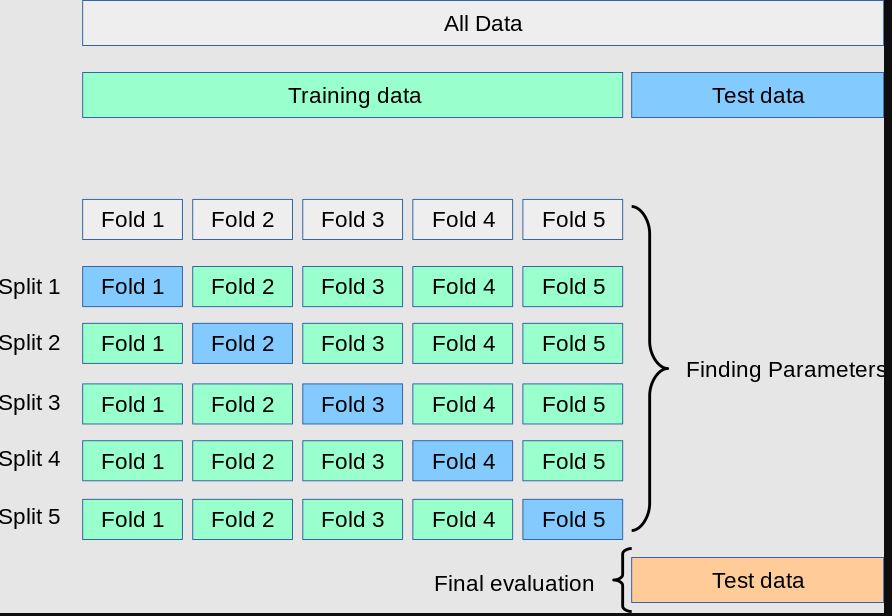 All Data
Training data Test data
Fold 1 Fold 2 Fold 3 Fold 4 Fold 5
Split 1 Fold 1 Fold 2 Fold 3 Fold 4 Fold 5
Split 2 Fold 1 Fold 2 Fold 3 Fold 4 Fold 5
Finding Parameters
Split 3 Fold 1 Fold 2 Fold 3 Fold 4 Fold 5
Split 4 Fold 1 Fold 2 Fold 3 Fold 4 Fold 5
Split 5 Fold 1 Fold 2 Fold 3 Fold 4 Fold 5
Final evaluation Test data